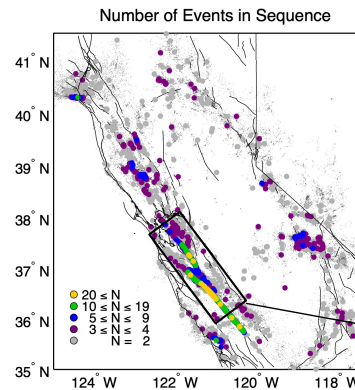 Number of Events in Sequence
41° N
40° N
39° N
38° N
37° N
36° N
35° N
20 ≤ N
10 ≤ N ≤ 19
5 ≤ N ≤ 9
3 ≤ N ≤ 4
N = 2
124° W
122° W
120° W
118° W